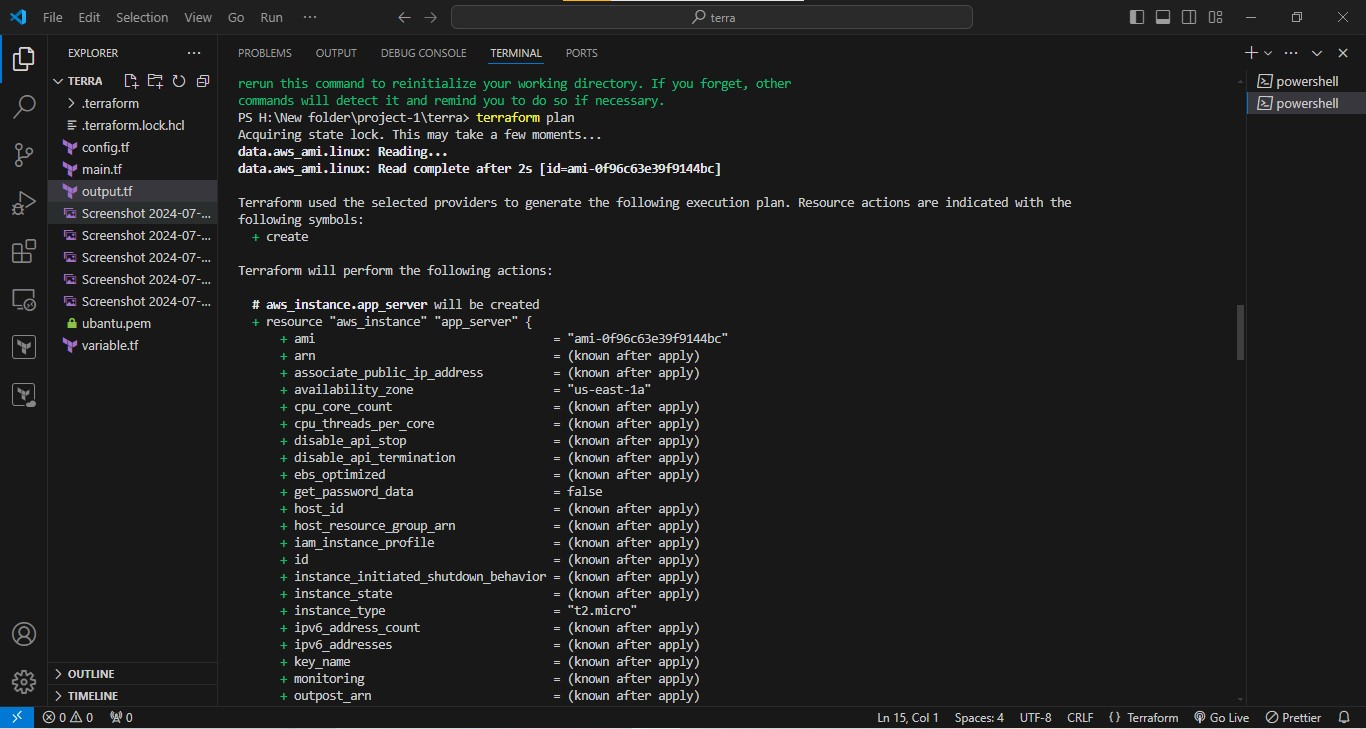 File Edit Selection View Go Run ···
terra
EXPLORER ···
TERRA
.terraform
.terraform.lock.hcl
config.tf
main.tf
output.tf
Screenshot 2024-07-...
Screenshot 2024-07-...
Screenshot 2024-07-...
Screenshot 2024-07-...
Screenshot 2024-07-...
ubantu.pem
variable.tf
OUTLINE
TIMELINE
PROBLEMS OUTPUT DEBUG CONSOLE TERMINAL PORTS
rerun this command to reinitialize your working directory. If you forget, other
commands will detect it and remind you to do so if necessary.
PS H:\New folder\project-1\terra> terraform plan
Acquiring state lock. This may take a few moments...
data.aws_ami.linux: Reading...
data.aws_ami.linux: Read complete after 2s [id=ami-0f96c63e39f9144bc]
Terraform used the selected providers to generate the following execution plan. Resource actions are indicated with the
following symbols:
+ create
Terraform will perform the following actions:
# aws_instance.app_server will be created
+ resource "aws_instance" "app_server" {
+ ami = "ami-0f96c63e39f9144bc"
+ arn = (known after apply)
+ associate_public_ip_address = (known after apply)
+ availability_zone = "us-east-1a"
+ cpu_core_count = (known after apply)
+ cpu_threads_per_core = (known after apply)
+ disable_api_stop = (known after apply)
+ disable_api_termination = (known after apply)
+ ebs_optimized = (known after apply)
+ get_password_data = false
+ host_id = (known after apply)
+ host_resource_group_arn = (known after apply)
+ iam_instance_profile = (known after apply)
+ id = (known after apply)
+ instance_initiated_shutdown_behavior = (known after apply)
+ instance_state = (known after apply)
+ instance_type = "t2.micro"
+ ipv6_address_count = (known after apply)
+ ipv6_addresses = (known after apply)
+ key_name = (known after apply)
+ monitoring = (known after apply)
+ outpost_arn = (known after apply)
powershell
powershell
0 0 0 Ln 15, Col 1 Spaces: 4 UTF-8 CRLF {} Terraform Go Live Prettier